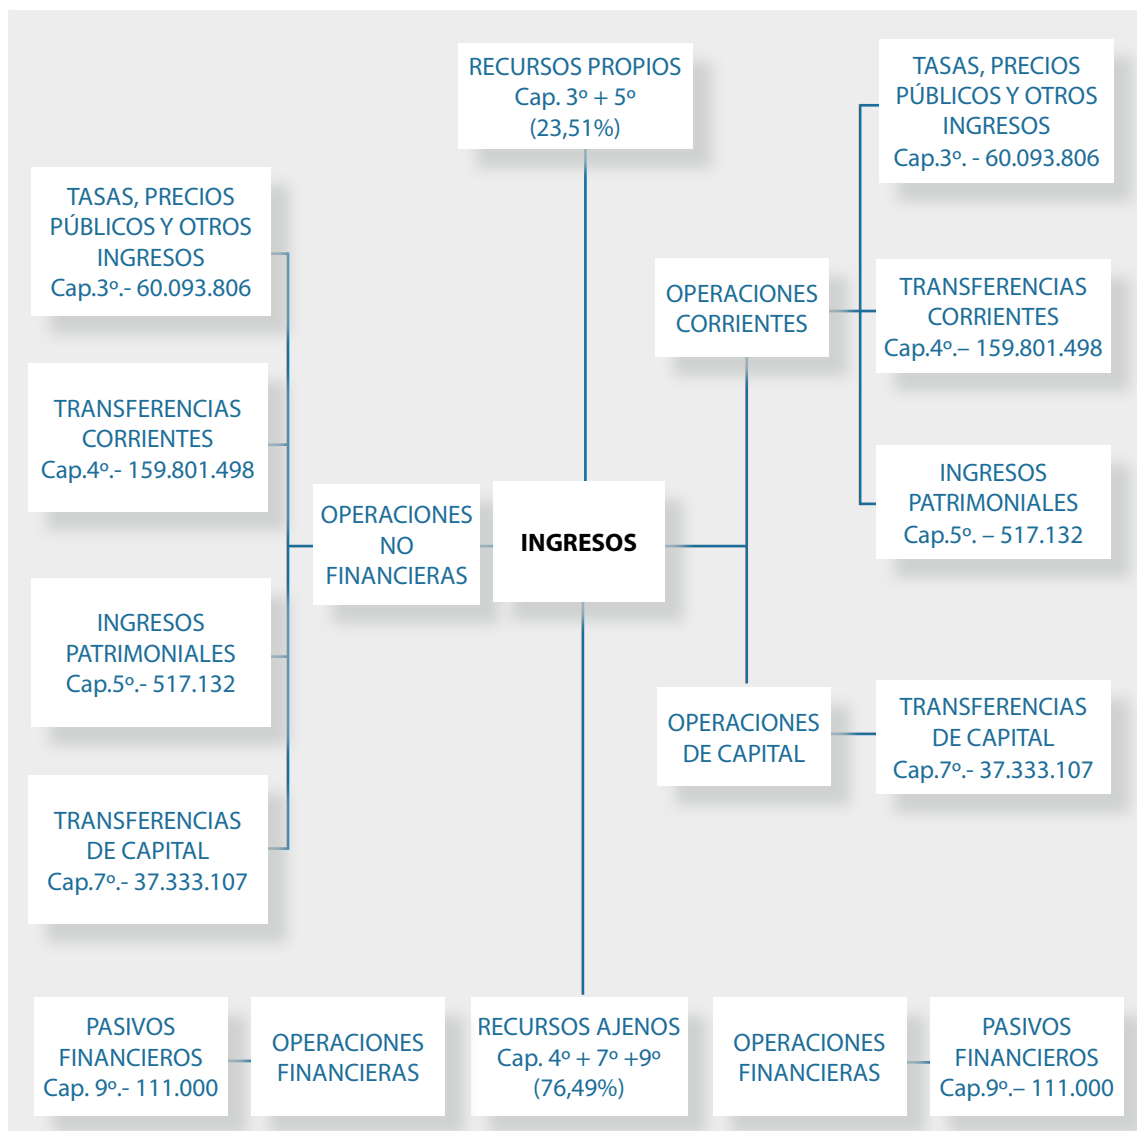 RECURSOS PROPIOS
Cap. 3º + 5º
(23,51%)
TASAS, PRECIOS
PÚBLICOS Y OTROS
INGRESOS
Cap.3º. - 60.093.806
TASAS, PRECIOS
PÚBLICOS Y OTROS
INGRESOS
Cap.3º.- 60.093.806
OPERACIONES
CORRIENTES
TRANSFERENCIAS
CORRIENTES
Cap.4º.– 159.801.498
TRANSFERENCIAS
CORRIENTES
Cap.4º.- 159.801.498
INGRESOS
PATRIMONIALES
Cap.5º. – 517.132
OPERACIONES
NO
FINANCIERAS
INGRESOS
INGRESOS
PATRIMONIALES
Cap.5º.- 517.132
OPERACIONES
DE CAPITAL
TRANSFERENCIAS
DE CAPITAL
Cap.7º.- 37.333.107
TRANSFERENCIAS
DE CAPITAL
Cap.7º.- 37.333.107
PASIVOS
FINANCIEROS
Cap. 9º.- 111.000
OPERACIONES
FINANCIERAS
RECURSOS AJENOS
Cap. 4º + 7º +9º
(76,49%)
OPERACIONES
FINANCIERAS
PASIVOS
FINANCIEROS
Cap.9º.– 111.000